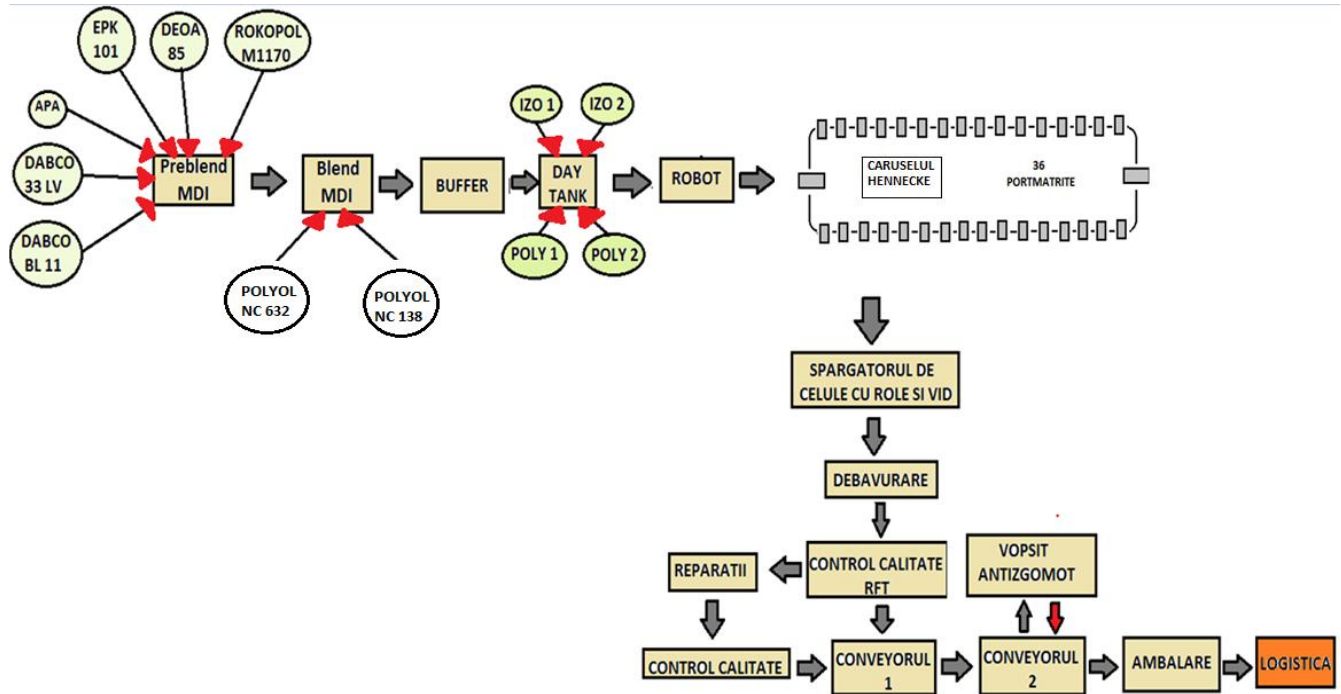 EPK
101
DEOA
85
ROKOPOL
M1170
APA
DABCO
33 LV
DABCO
BL 11
Preblend
MDI
Blend
MDI
POLYOL
NC 632
POLYOL
NC 138
BUFFER
IZO 1
IZO 2
DAY
TANK
POLY 1
POLY 2
ROBOT
CARUSELUL
HENNECKE
36
PORTMATRITE
SPARGATORUL DE
CELULE CU ROLE SI VID
DEBAVURARE
CONTROL CALITATE
RFT
REPARATII
CONTROL CALITATE
CONVEYORUL
1
VOPSIT
ANTIZGOMOT
CONVEYORUL
2
AMBALARE
LOGISTICA